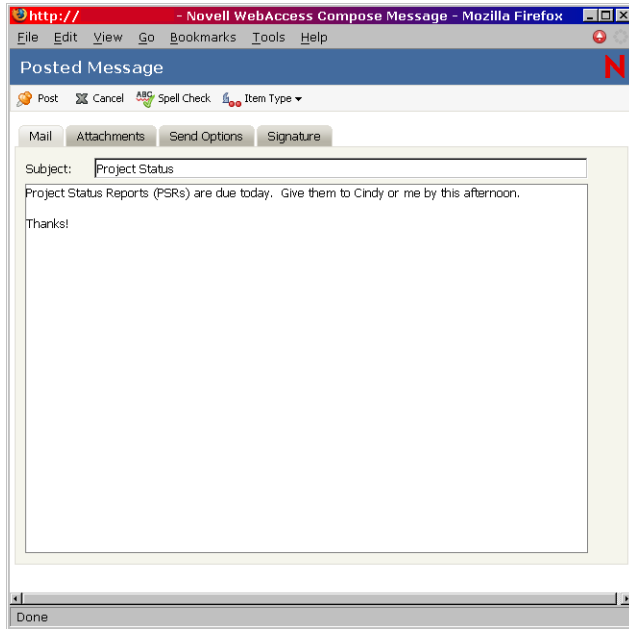 http:// - Novell WebAccess Compose Message - Mozilla Firefox
File Edit View Go Bookmarks Tools Help
Posted Message N
Post Cancel ABC Spell Check Item Type
Mail Attachments Send Options Signature
Subject: Project Status
Project Status Reports (PSRs) are due today. Give them to Cindy or me by this afternoon.
Thanks!
Done